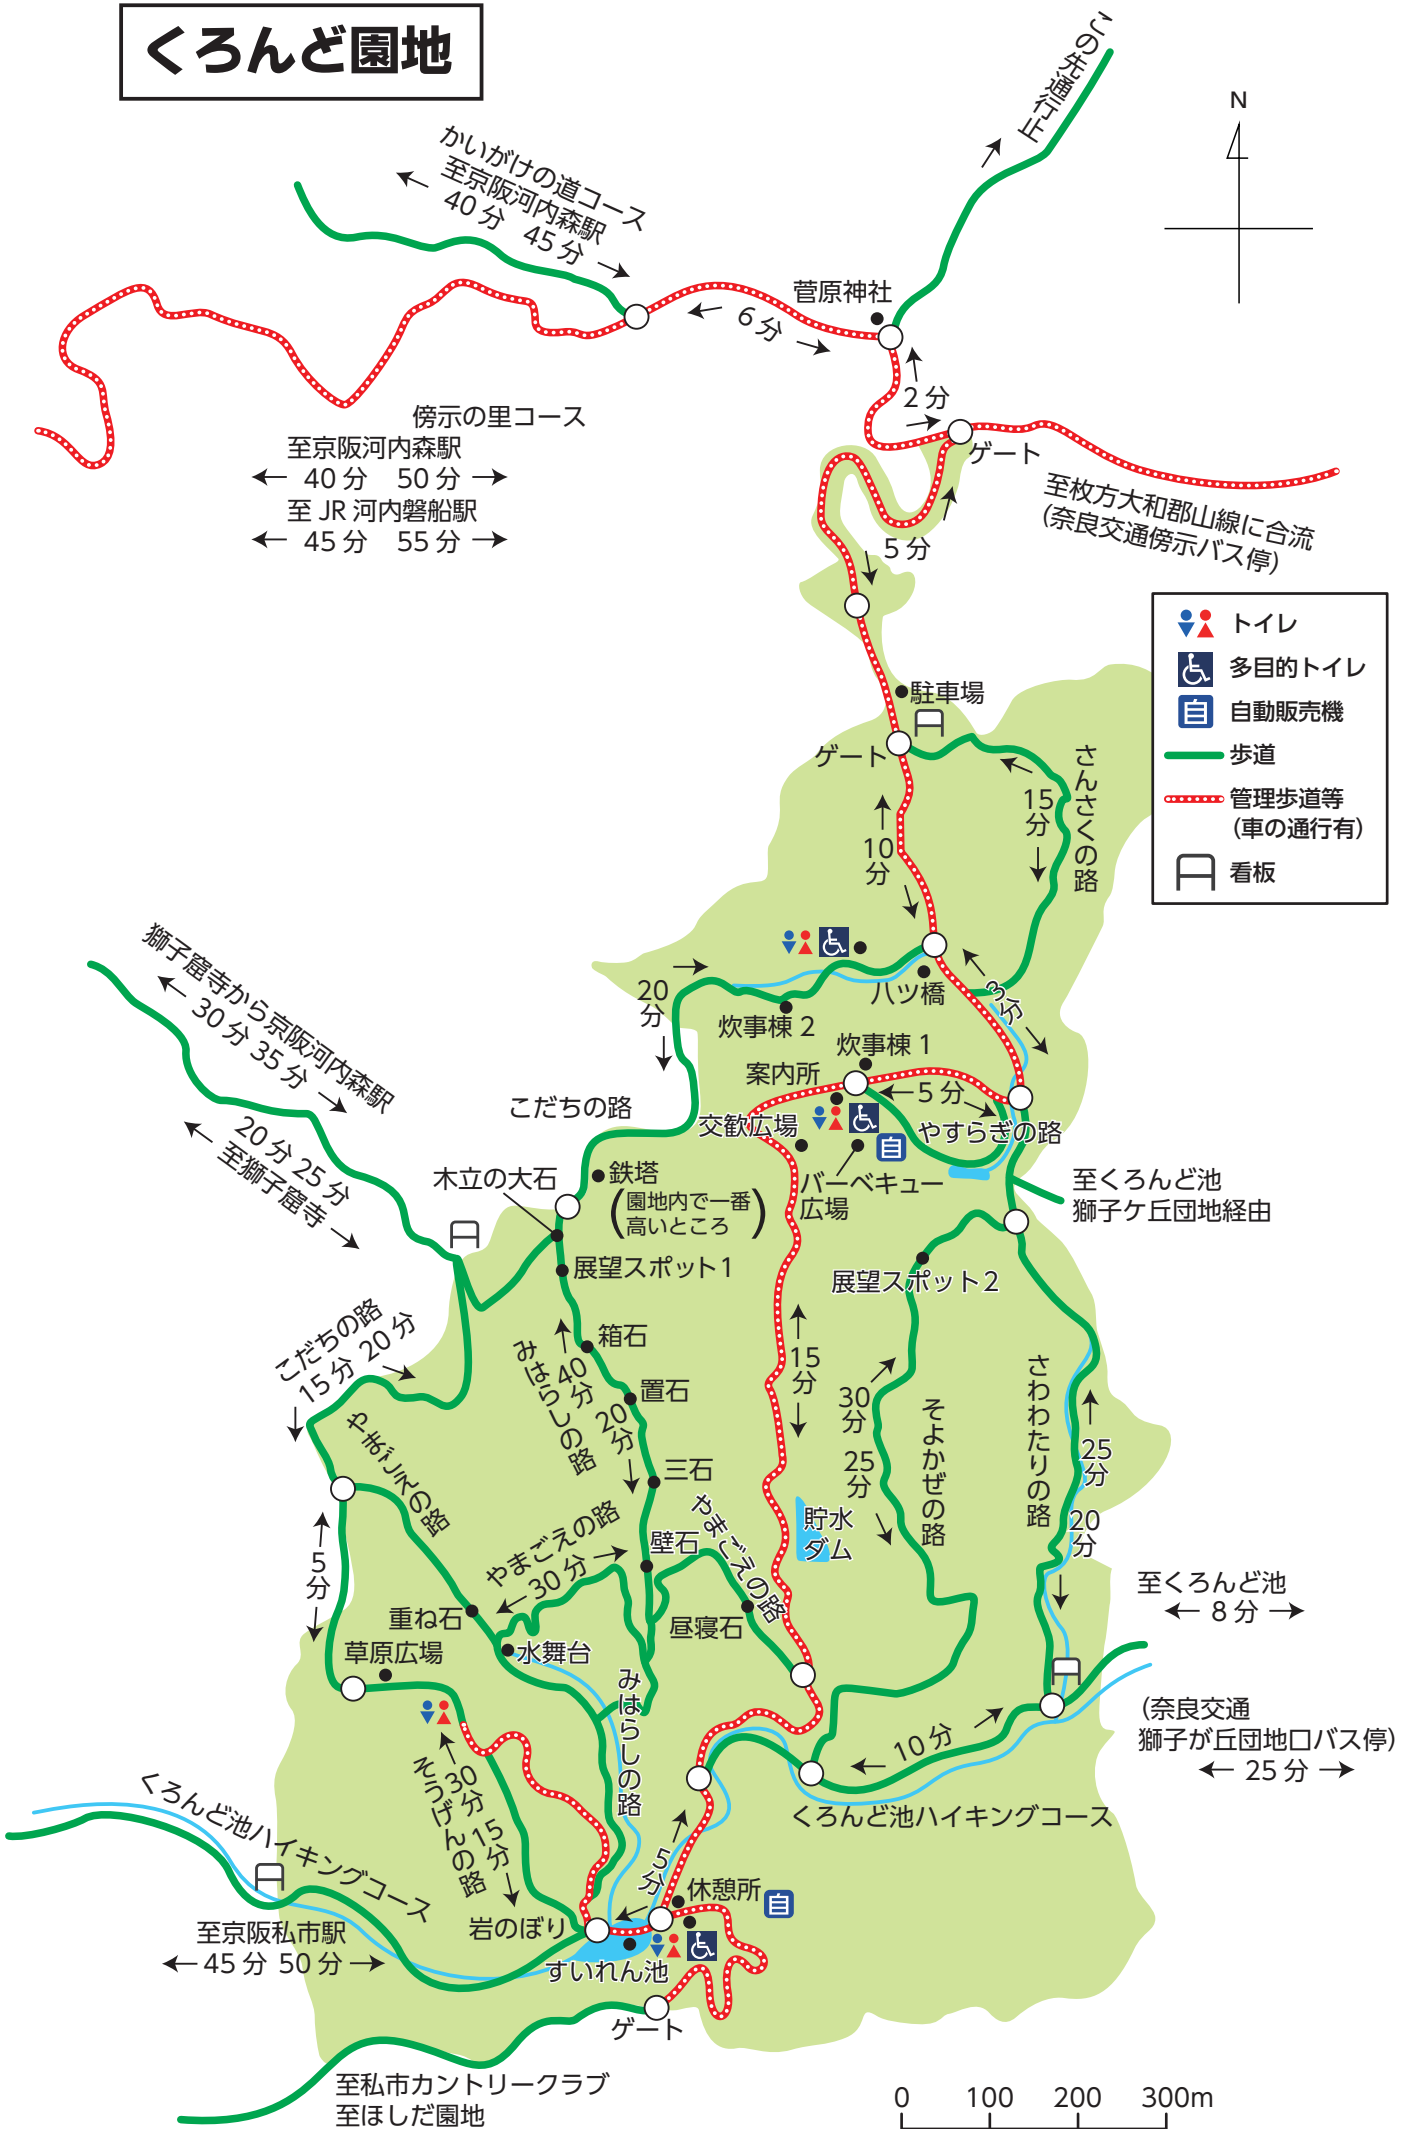 くろんど園地
この先通行止
N
かいがけの道コース
至京阪河内森駅
40分 45分
菅原神社
6分
2分
ゲート
傍示の里コース
至京阪河内森駅
40分 50分
至JR河内磐船駅
45分 55分
至枚方大和郡山線に合流
(奈良交通傍示バス停)
5分
トイレ
多目的トイレ
自 自動販売機
歩道
管理歩道等
(車の通行有)
看板
駐車場
ゲート
さんさくの路
15分
10分
八ツ橋
3分
20分
炊事棟2
炊事棟1
案内所
5分
交歓広場
自
やすらぎの路
バーベキュー
広場
至くろんど池
獅子ケ丘団地経由
獅子窟寺から京阪河内森駅
30分 35分
20分 25分
至獅子窟寺
こだちの路
木立の大石
鉄塔
(園地内で一番
高いところ)
展望スポット1
展望スポット2
こだちの路
15分 20分
箱石
みはらしの路
40分
20分
置石
三石
15分
30分
25分
そよかぜの路
さわわたりの路
25分
20分
やまごえの路
やまごえの路
30分
壁石
やまごえの路
貯水
ダム
5分
重ね石
水舞台
昼寝石
草原広場
みはらしの路
至くろんど池
8分
(奈良交通
獅子が丘団地口バス停)
25分
10分
くろんど池ハイキングコース
そうげんの路
30分
15分
くろんど池ハイキングコース
至京阪私市駅
45分 50分
岩のぼり
5分
休憩所
自
すいれん池
ゲート
至私市カントリークラブ
至ほしだ園地
0 100 200 300m